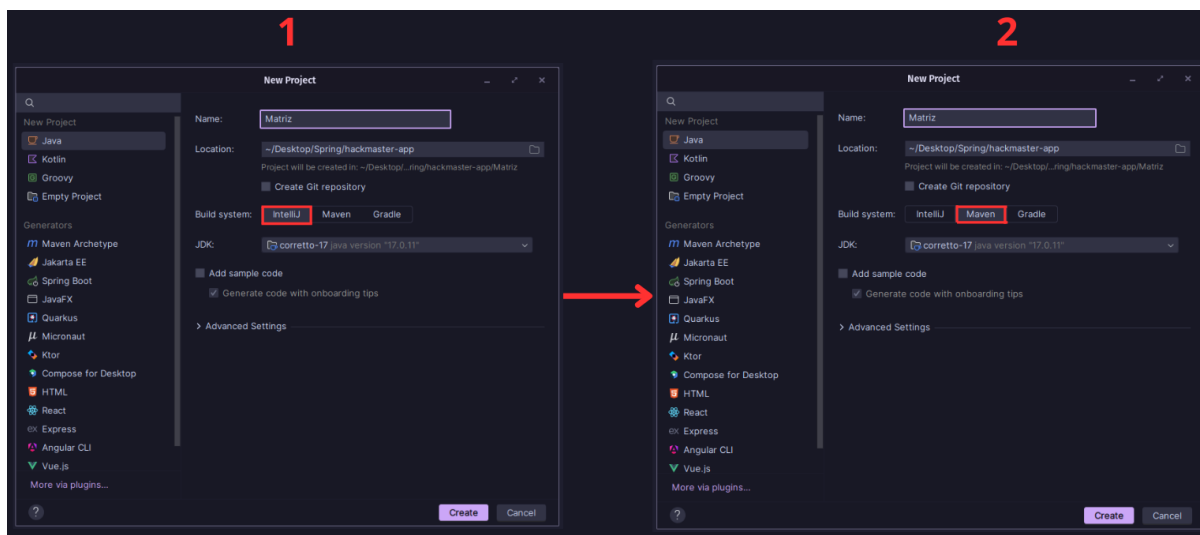 1
New Project
New Project
Java
Kotlin
Groovy
Empty Project
Generators
Maven Archetype
Jakarta EE
Spring Boot
JavaFX
Quarkus
Micronaut
Ktor
Compose for Desktop
HTML
React
Express
Angular CLI
Vue.js
More via plugins...
?
Name: Matriz
Location: ~/Desktop/Spring/hackmaster-app
Project will be created in: ~/Desktop/...ring/hackmaster-app/Matriz
Create Git repository
Build system: IntelliJ Maven Gradle
JDK: corretto-17 java version "17.0.11"
Add sample code
Generate code with onboarding tips
Advanced Settings
Create Cancel
2
New Project
New Project
Java
Kotlin
Groovy
Empty Project
Generators
Maven Archetype
Jakarta EE
Spring Boot
JavaFX
Quarkus
Micronaut
Ktor
Compose for Desktop
HTML
React
Express
Angular CLI
Vue.js
More via plugins...
?
Name: Matriz
Location: ~/Desktop/Spring/hackmaster-app
Project will be created in: ~/Desktop/...ring/hackmaster-app/Matriz
Create Git repository
Build system: IntelliJ Maven Gradle
JDK: corretto-17 java version "17.0.11"
Add sample code
Generate code with onboarding tips
Advanced Settings
Create Cancel